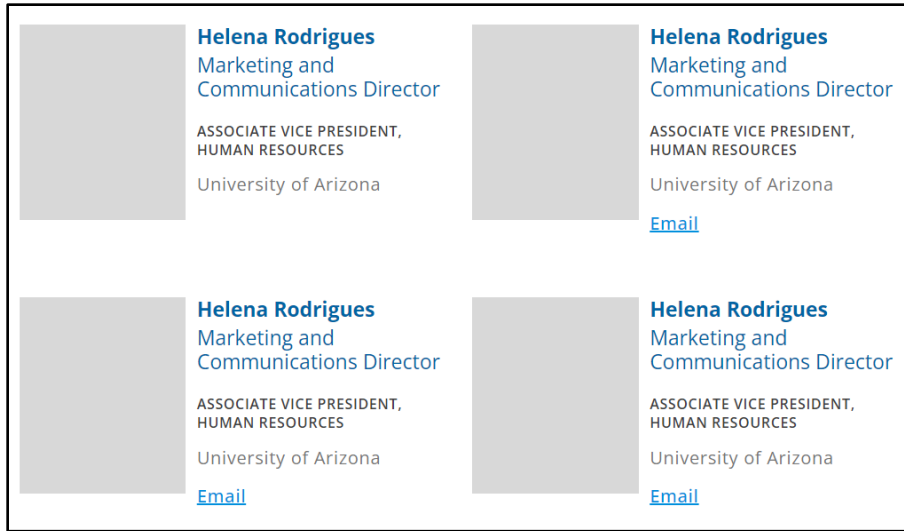 Helena Rodrigues
Marketing and
Communications Director
ASSOCIATE VICE PRESIDENT,
HUMAN RESOURCES
University of Arizona
Helena Rodrigues
Marketing and
Communications Director
ASSOCIATE VICE PRESIDENT,
HUMAN RESOURCES
University of Arizona
Email
Helena Rodrigues
Marketing and
Communications Director
ASSOCIATE VICE PRESIDENT,
HUMAN RESOURCES
University of Arizona
Email
Helena Rodrigues
Marketing and
Communications Director
ASSOCIATE VICE PRESIDENT,
HUMAN RESOURCES
University of Arizona
Email